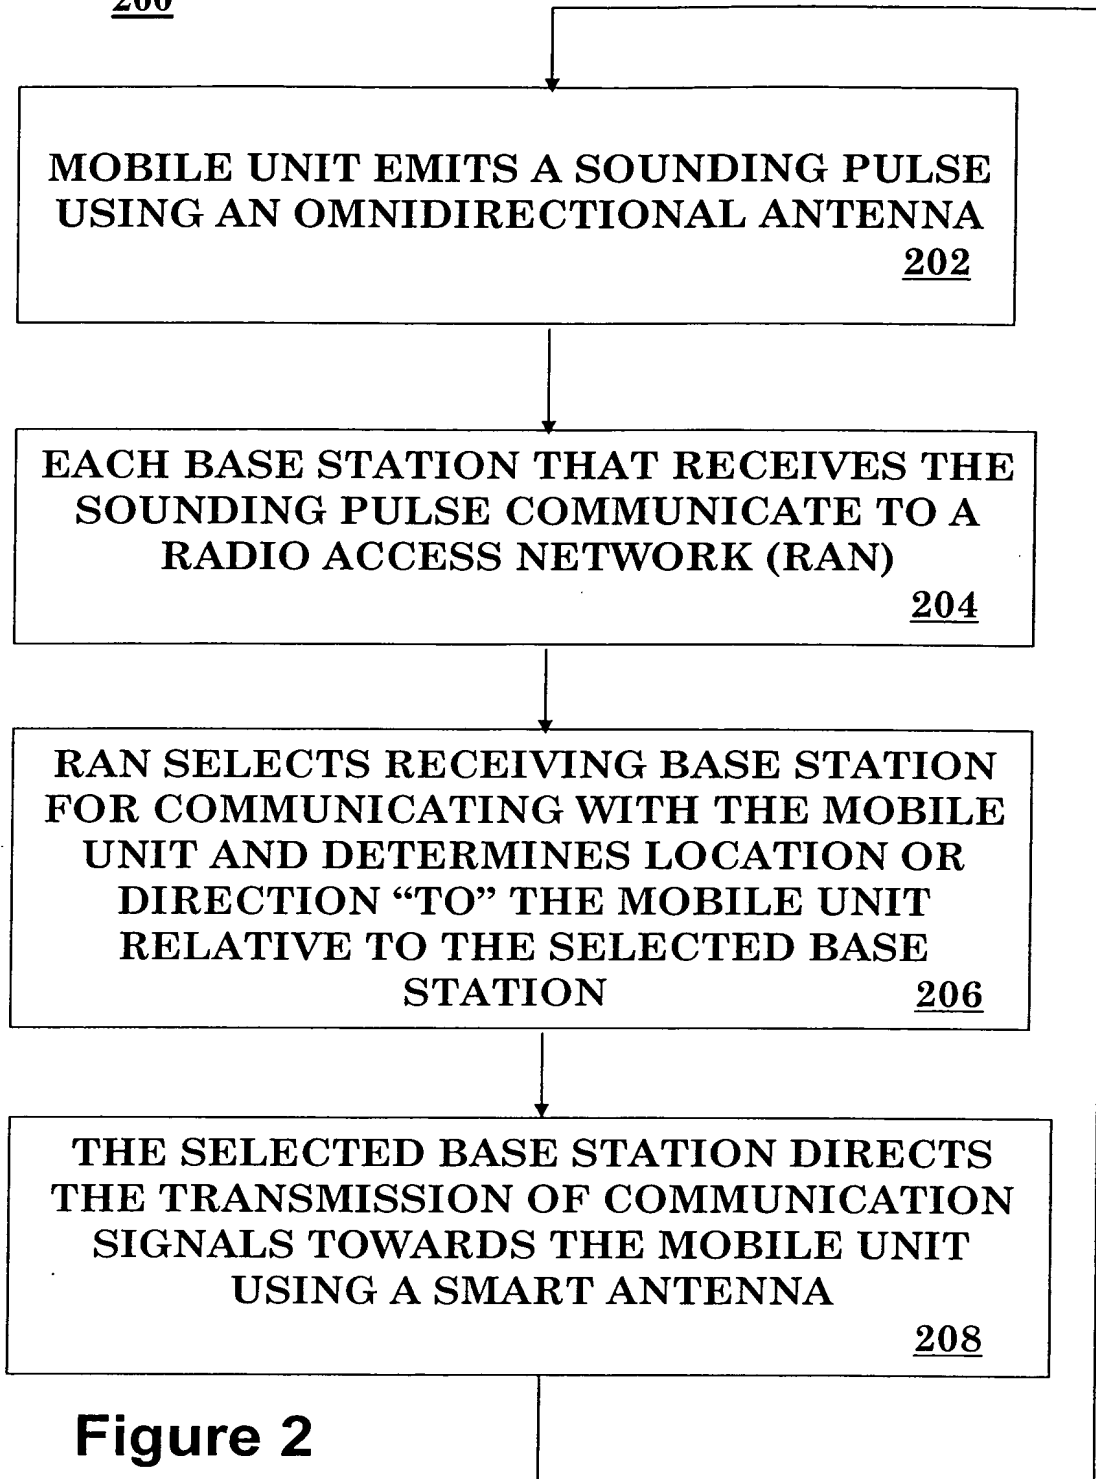 200
MOBILE UNIT EMITS A SOUNDING PULSE
USING AN OMNIDIRECTIONAL ANTENNA
202
EACH BASE STATION THAT RECEIVES THE
SOUNDING PULSE COMMUNICATE TO A
RADIO ACCESS NETWORK (RAN)
204
RAN SELECTS RECEIVING BASE STATION
FOR COMMUNICATING WITH THE MOBILE
UNIT AND DETERMINES LOCATION OR
DIRECTION “TO” THE MOBILE UNIT
RELATIVE TO THE SELECTED BASE
STATION 206
THE SELECTED BASE STATION DIRECTS
THE TRANSMISSION OF COMMUNICATION
SIGNALS TOWARDS THE MOBILE UNIT
USING A SMART ANTENNA
208
Figure 2